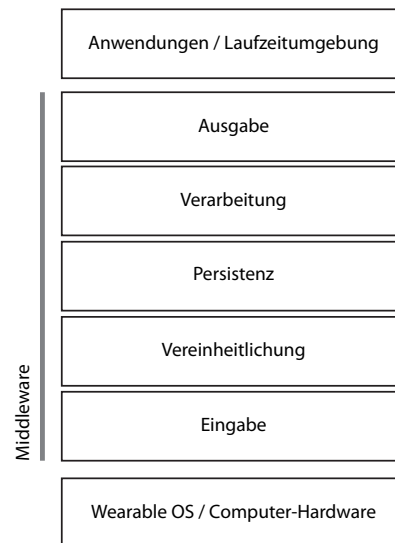 Anwendungen / Laufzeitumgebung
Ausgabe
Verarbeitung
Persistenz
Vereinheitlichung
Eingabe
Middleware
Wearable OS / Computer-Hardware